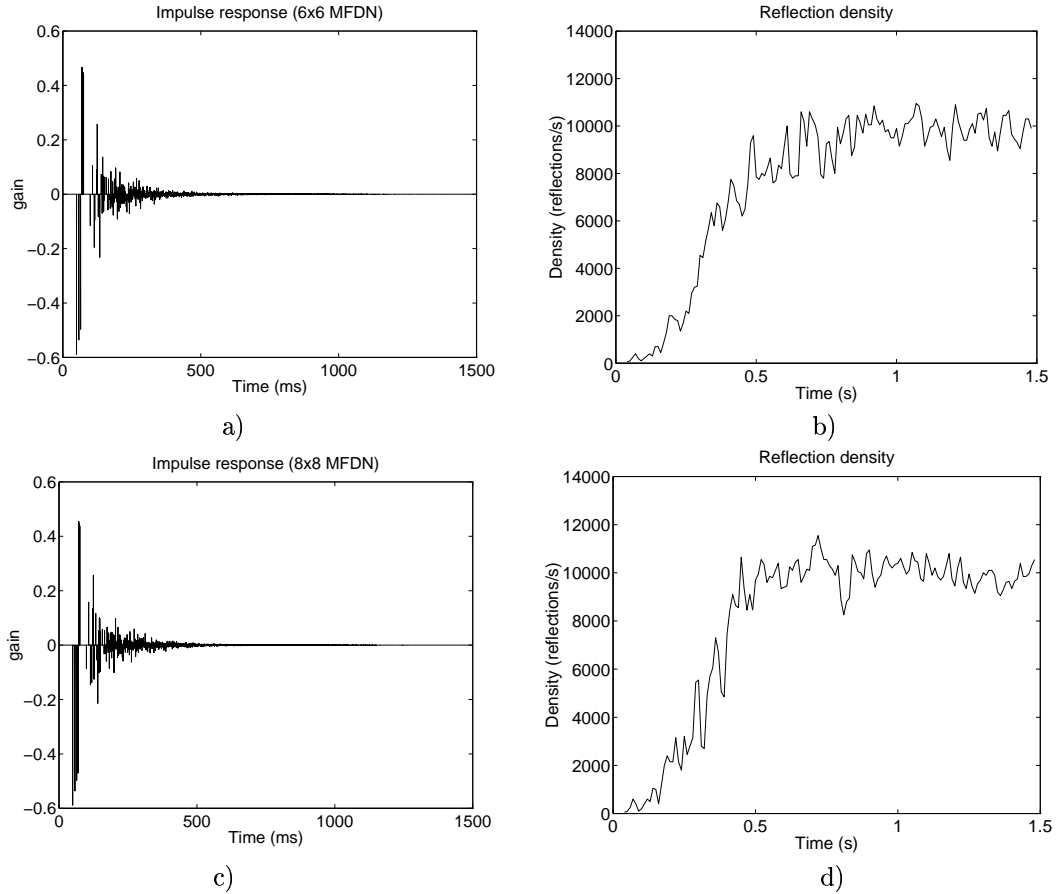 Impulse response (6x6 MFDN)
0.6
0.4
0.2
0
−0.2
−0.4
−0.6
gain
0 500 1000 1500
Time (ms)
a)
Reflection density
14000
12000
10000
8000
6000
4000
2000
0
Density (reflections/s)
0 0.5 1 1.5
Time (s)
b)
Impulse response (8x8 MFDN)
0.6
0.4
0.2
0
−0.2
−0.4
−0.6
gain
0 500 1000 1500
Time (ms)
c)
Reflection density
14000
12000
10000
8000
6000
4000
2000
0
Density (reflections/s)
0 0.5 1 1.5
Time (s)
d)